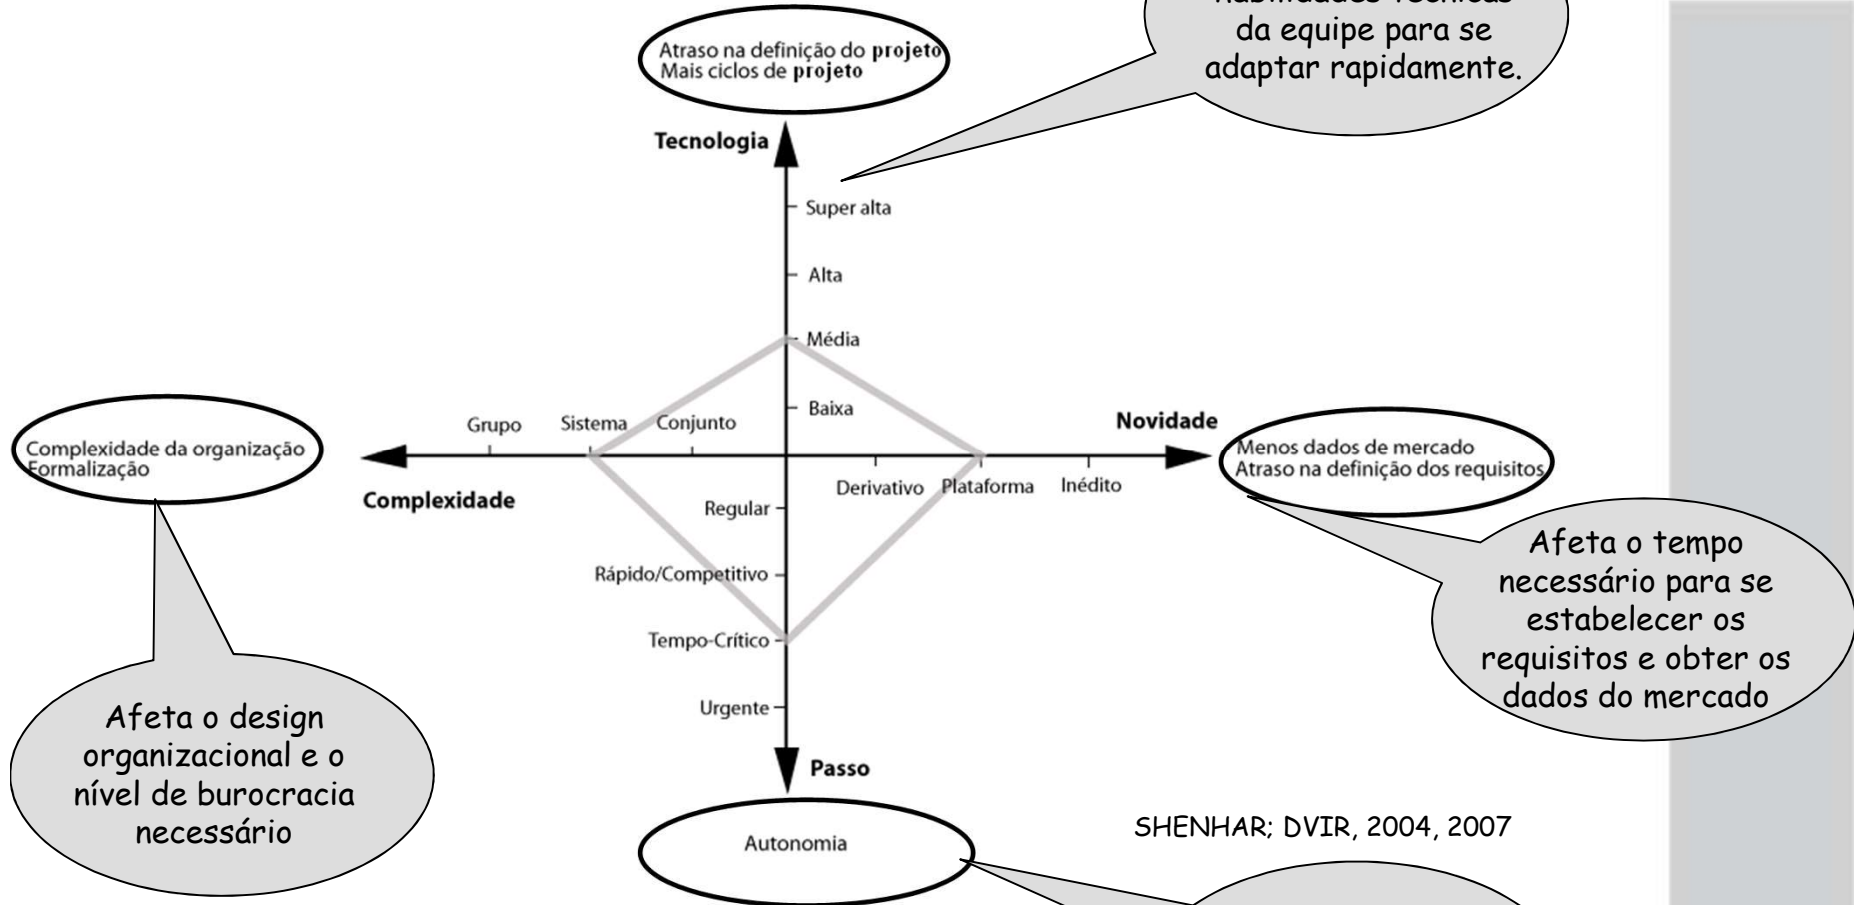 Habilidades Técnicas
da equipe para se
adaptar rapidamente.
Atraso na definição do projeto
Mais ciclos de projeto
Tecnologia
Super alta
Alta
Média
Baixa
Grupo
Sistema
Conjunto
Novidade
Complexidade da organização
Formalização
Menos dados de mercado
Atraso na definição dos requisitos
Complexidade
Derivativo
Plataforma
Inédito
Regular
Rápido/Competitivo
Tempo-Crítico
Urgente
Passo
Afeta o tempo
necessário para se
estabelecer os
requisitos e obter os
dados do mercado
Afeta o design
organizacional e o
nível de burocracia
necessário
SHENHAR; DVIR, 2004, 2007
Autonomia